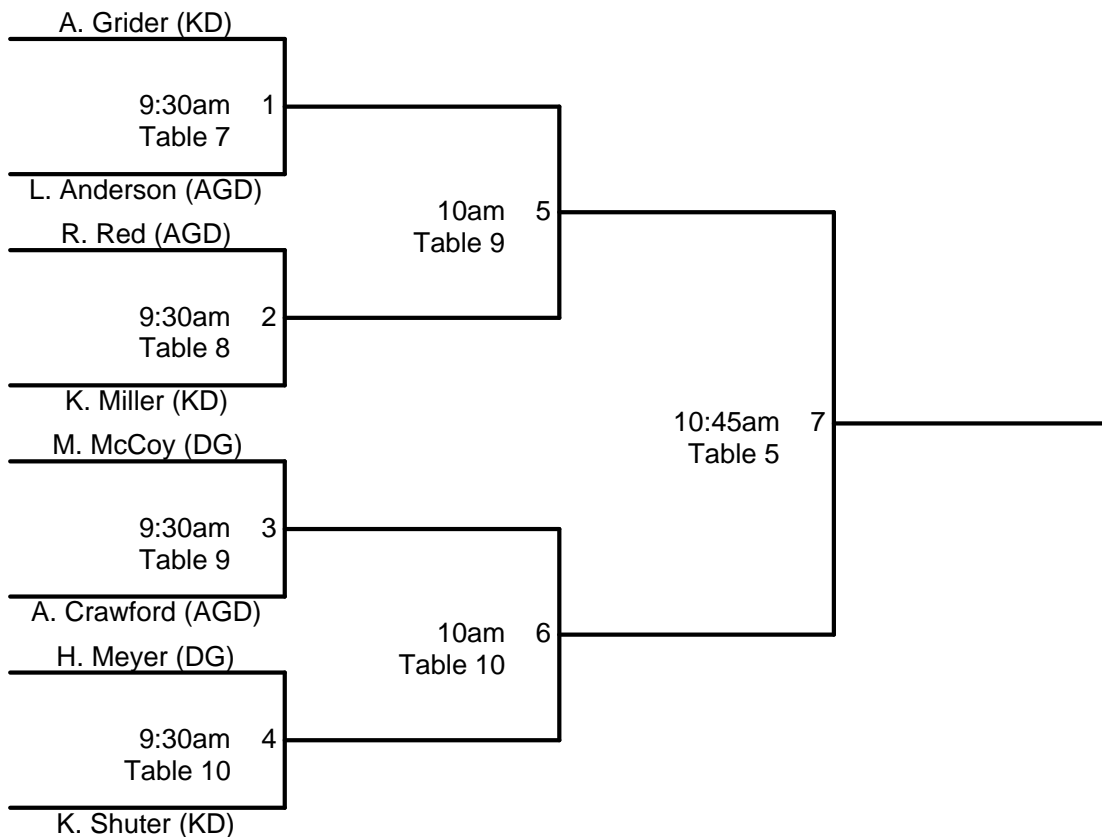 A. Grider (KD)
9:30am 1
Table 7
L. Anderson (AGD)
R. Red (AGD)
10am 5
Table 9
9:30am 2
Table 8
K. Miller (KD)
M. McCoy (DG)
10:45am 7
Table 5
9:30am 3
Table 9
A. Crawford (AGD)
H. Meyer (DG)
10am 6
Table 10
9:30am 4
Table 10
K. Shuter (KD)